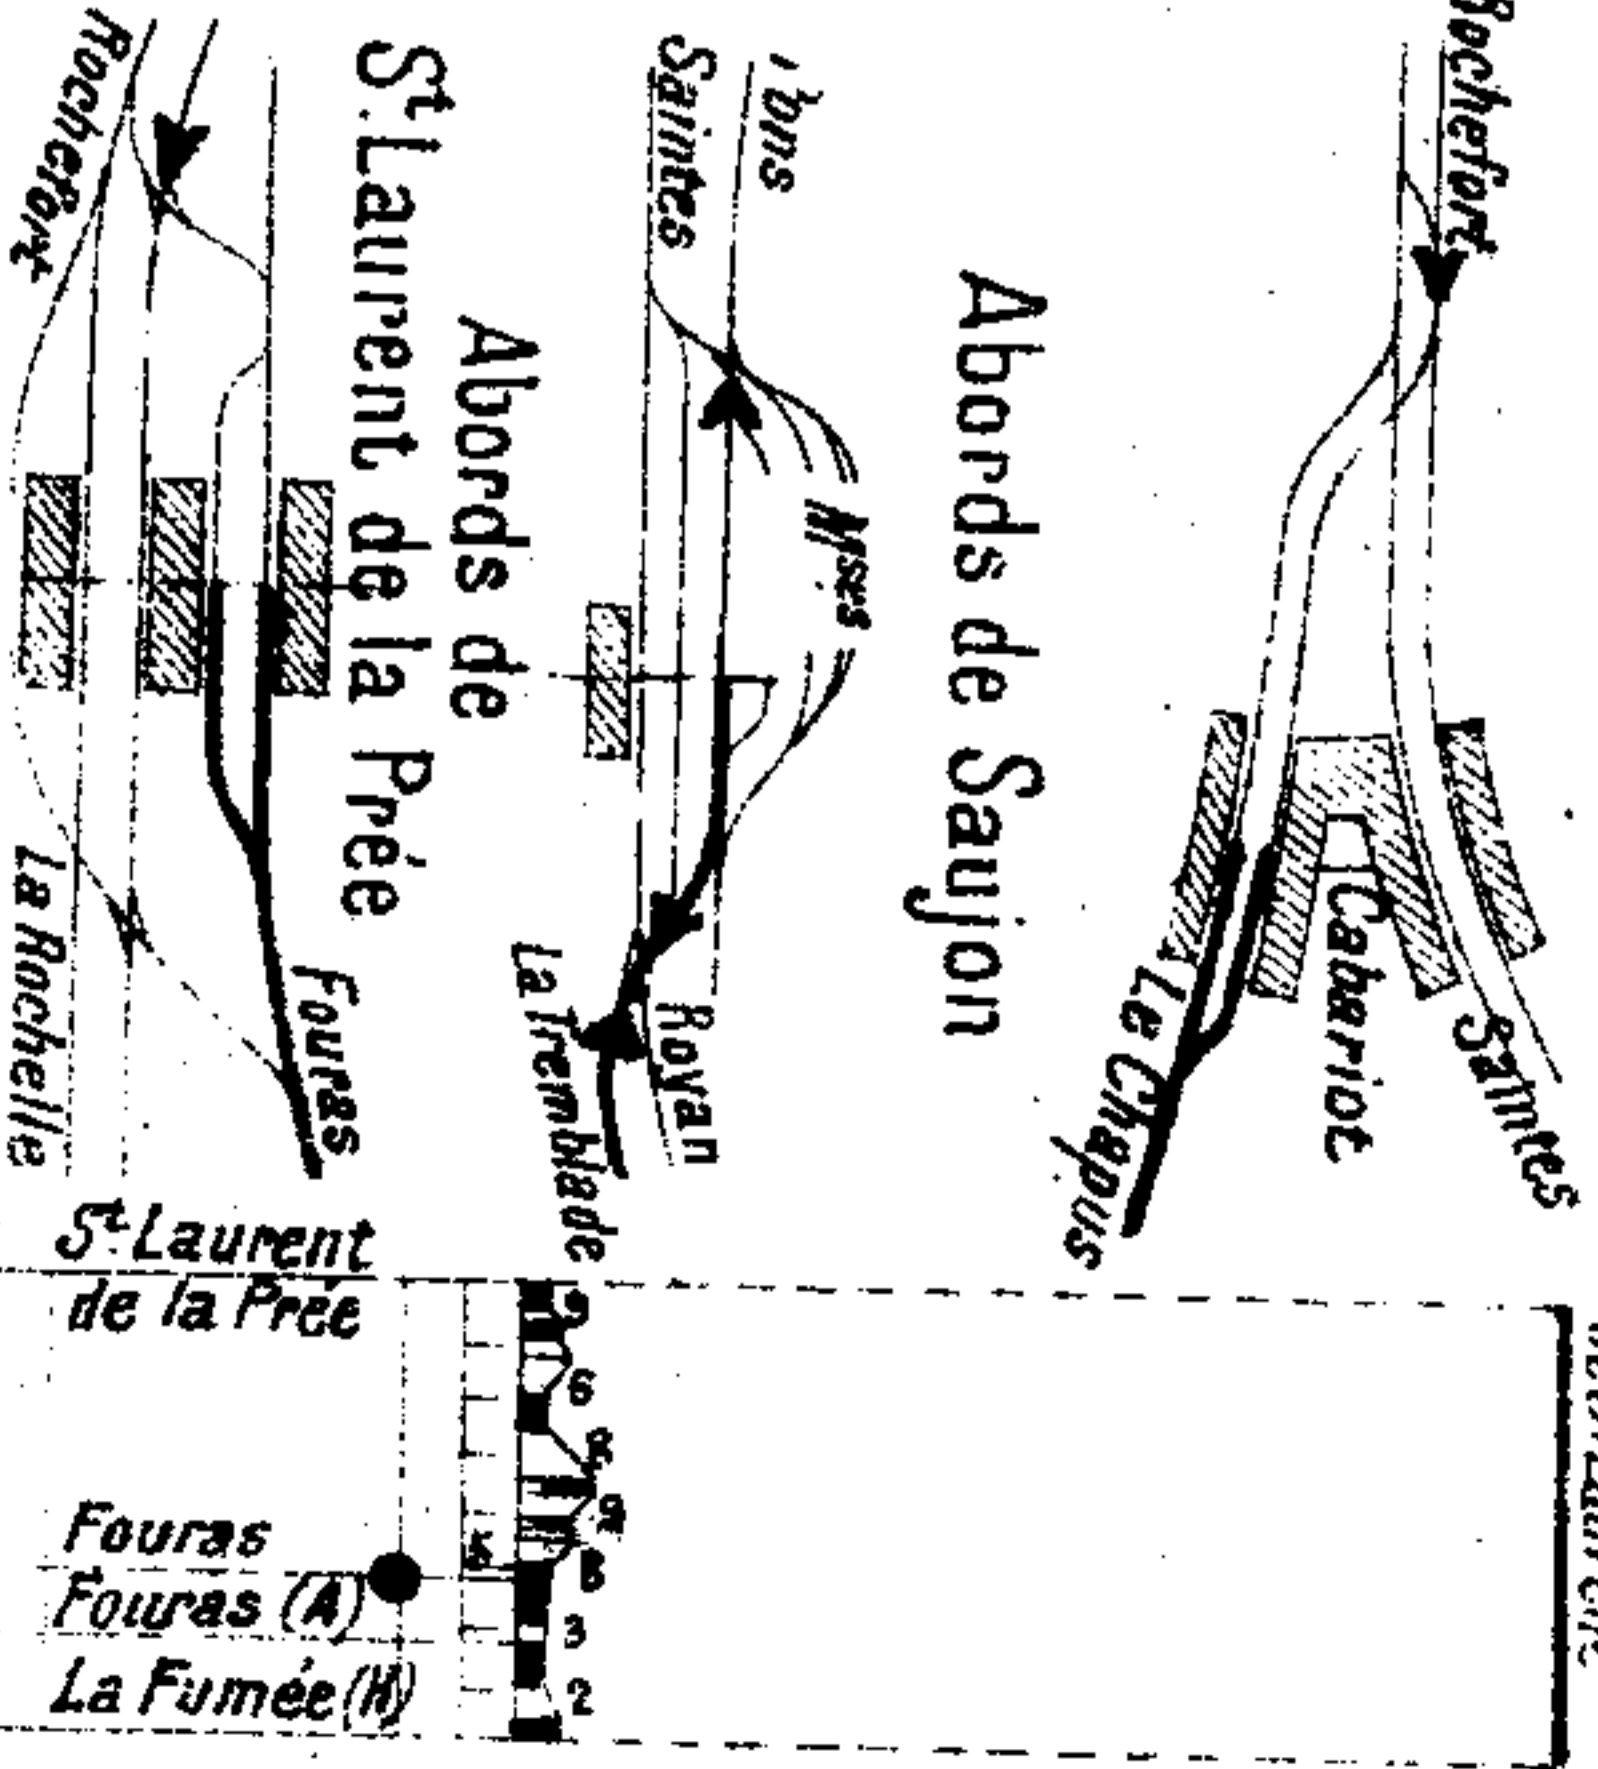 Rochefort
Cabariot
Saintes
Le Chapus
Abords de Saujon
Saintes
Mses
Royan
La Tremblade
Abords de
St Laurent de la Prée
Rochefort
Fouras
La Rochelle
St Laurent
de la Prée
Fouras
Fouras (A)
La Fumée (H)
6
3
2